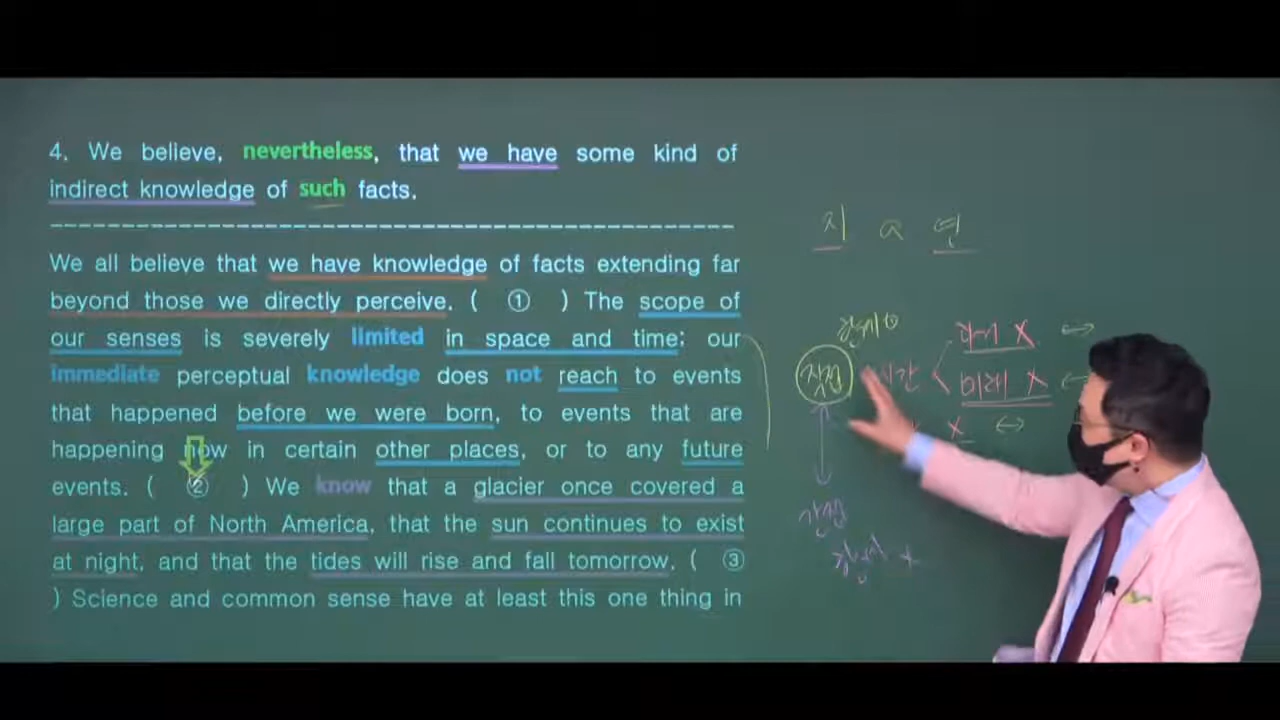 4. We believe, nevertheless, that we have some kind of
indirect knowledge of such facts.
We all believe that we have knowledge of facts extending far
beyond those we directly perceive. ( ① ) The scope of
our senses is severely limited in space and time; our
immediate perceptual knowledge does not reach to events
that happened before we were born, to events that are
happening now in certain other places, or to any future
events. ( ② ) We know that a glacier once covered a
large part of North America, that the sun continues to exist
at night, and that the tides will rise and fall tomorrow. ( ③
) Science and common sense have at least this one thing in
지
직접
미래 X
X